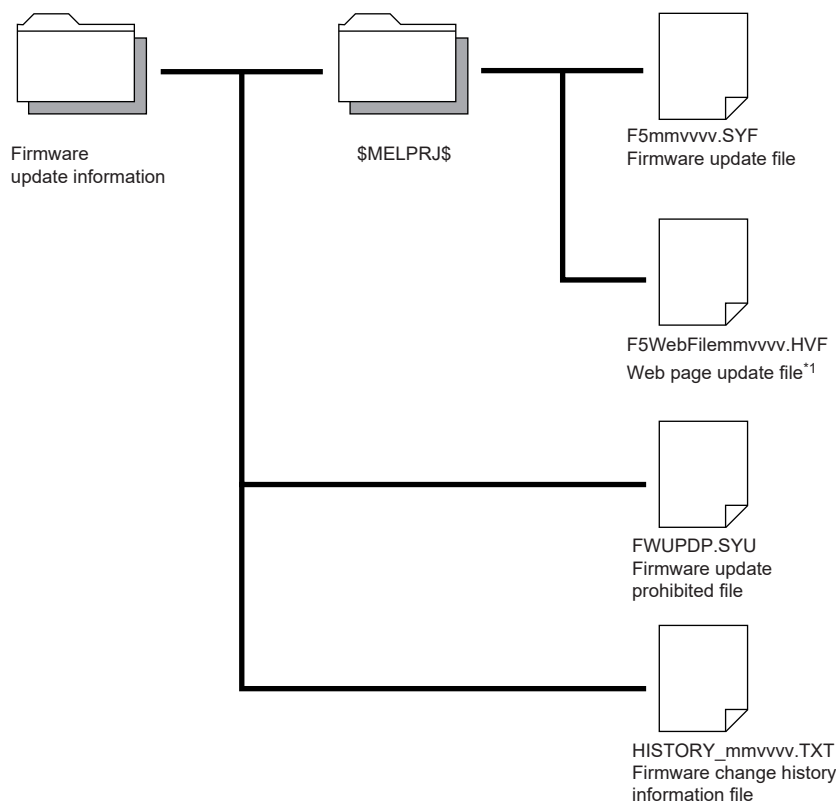 Firmware
update information
$MELPRJ$
F5mmvvvv.SYF
Firmware update file
F5WebFilemmvvvv.HVF
Web page update file*1
FWUPDP.SYU
Firmware update
prohibited file
HISTORY_mmvvvv.TXT
Firmware change history
information file